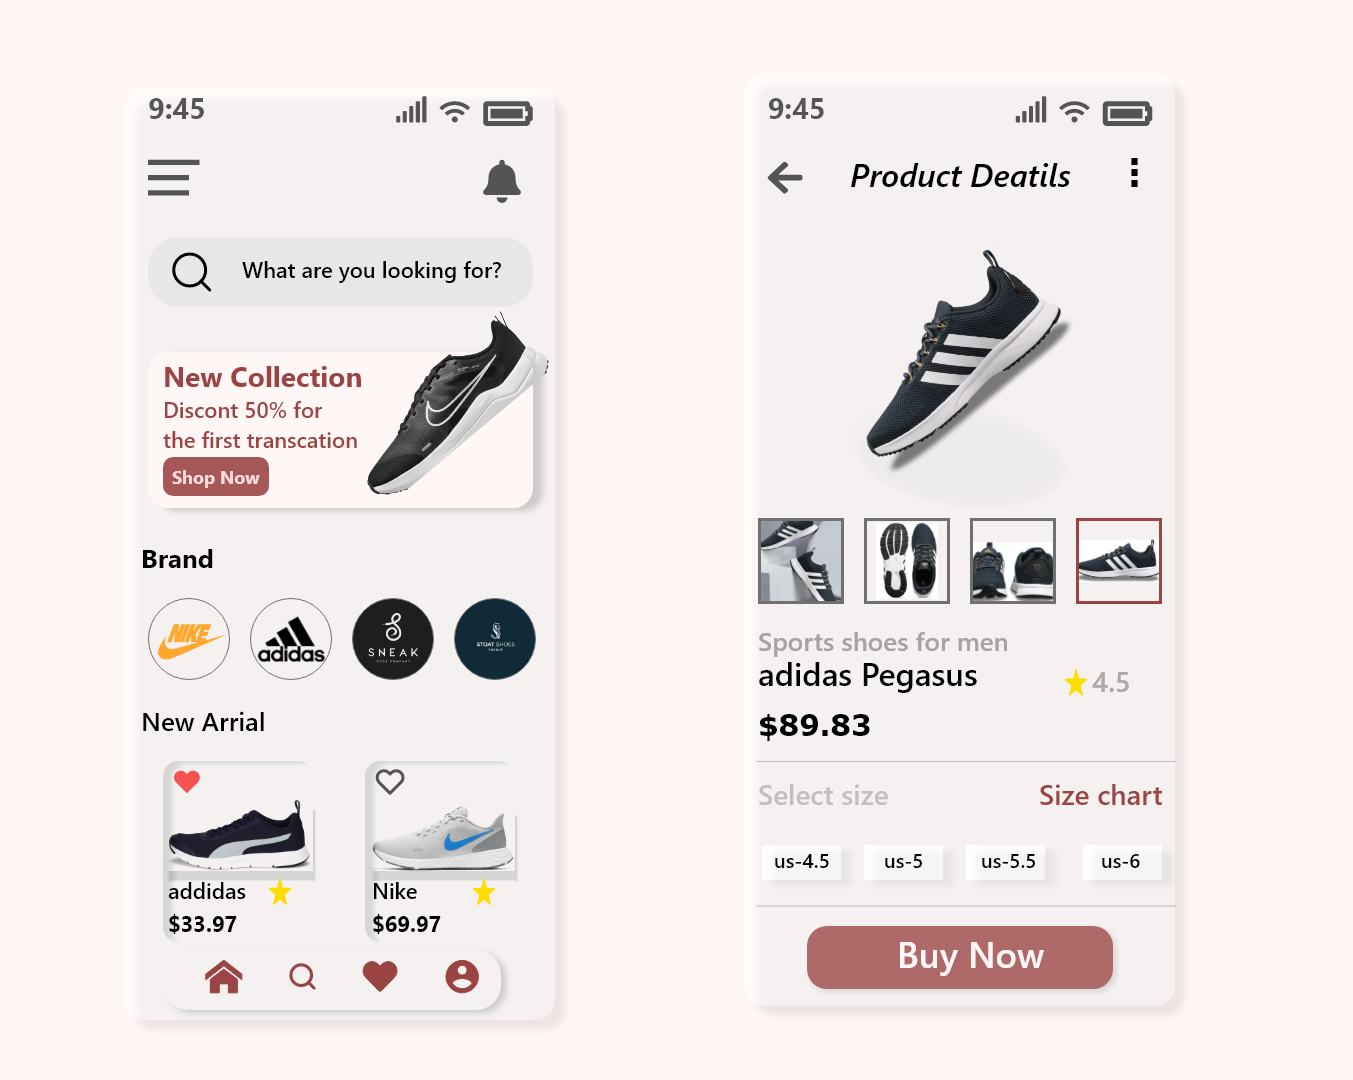 9:45
What are you looking for?
New Collection
Discont 50% for
the first transcation
Shop Now
Brand
NIKE
adidas
SNEAK
SHOE COMPANY
STOAT SHOES
FRANCE
New Arrial
addidas
$33.97
Nike
$69.97
9:45
Product Deatils
Sports shoes for men
adidas Pegasus
4.5
$89.83
Select size
Size chart
us-4.5
us-5
us-5.5
us-6
Buy Now